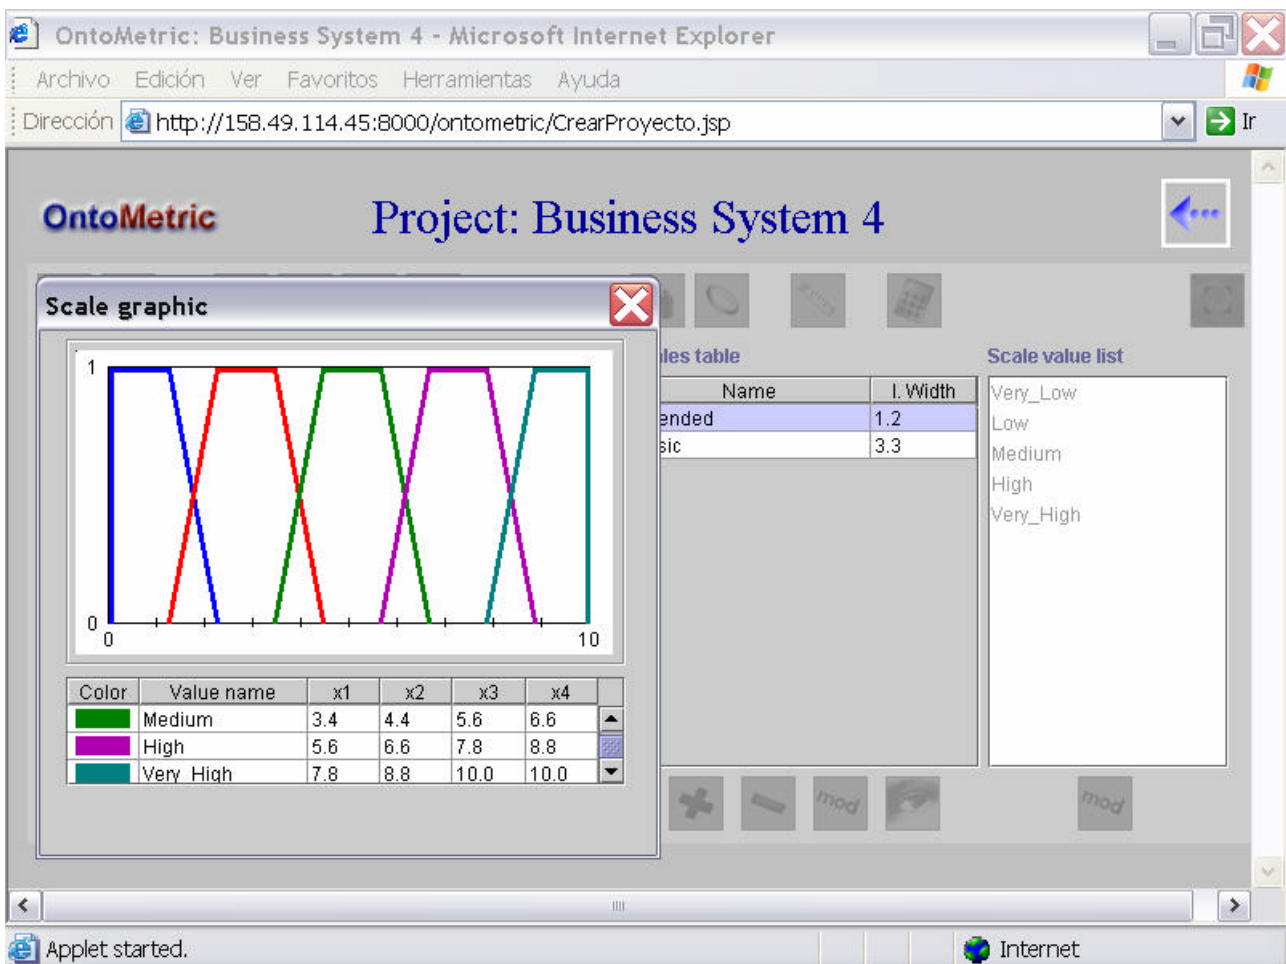 OntoMetric: Business System 4 - Microsoft Internet Explorer
Archivo Edición Ver Favoritos Herramientas Ayuda
Dirección http://158.49.114.45:8000/ontometric/CrearProyecto.jsp Ir
OntoMetric Project: Business System 4
Scale graphic
1
0
0 10
Color Value name x1 x2 x3 x4
Medium 3.4 4.4 5.6 6.6
High 5.6 6.6 7.8 8.8
Very_High 7.8 8.8 10.0 10.0
les table
Name I. Width
ended 1.2
sic 3.3
Scale value list
Very_Low
Low
Medium
High
Very_High
mod mod
Applet started. Internet